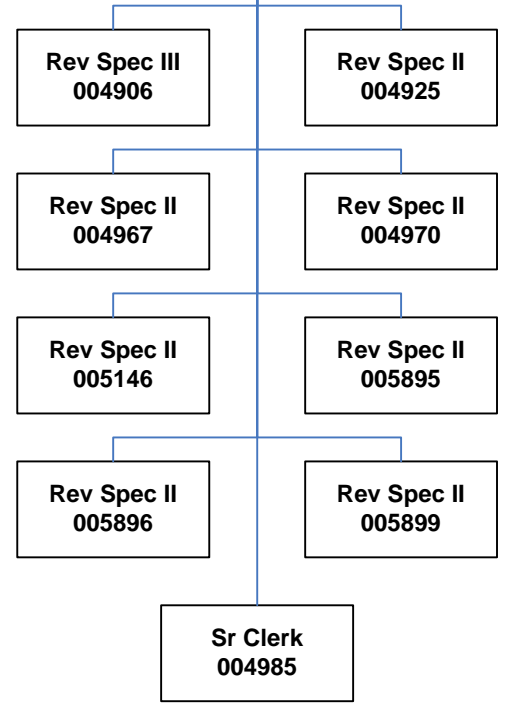 Rev Spec III
004906
Rev Spec II
004925
Rev Spec II
004967
Rev Spec II
004970
Rev Spec II
005146
Rev Spec II
005895
Rev Spec II
005896
Rev Spec II
005899
Sr Clerk
004985